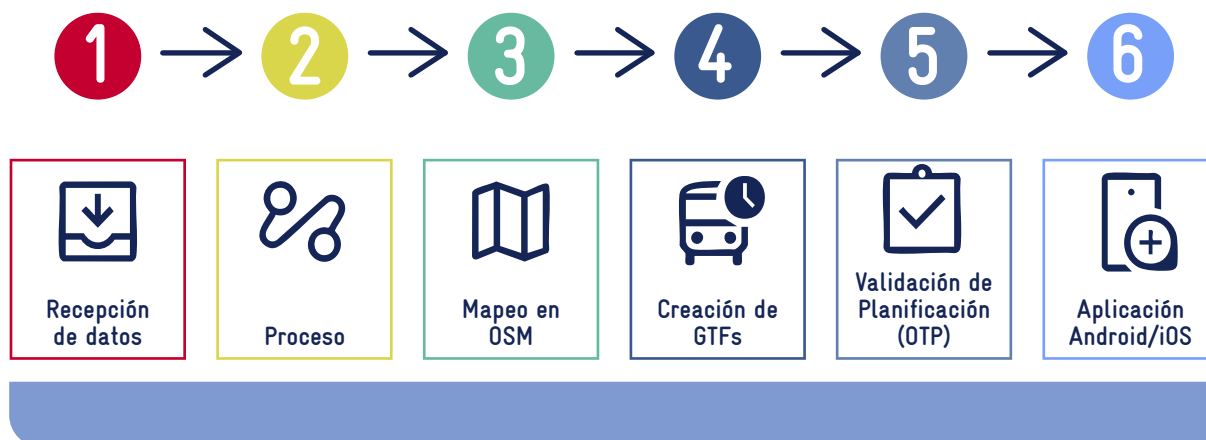 1
2
3
4
5
6
Recepción
de datos
Proceso
Mapeo en
OSM
Creación de
GTFs
Validación de
Planificación
(OTP)
Aplicación
Android/iOS